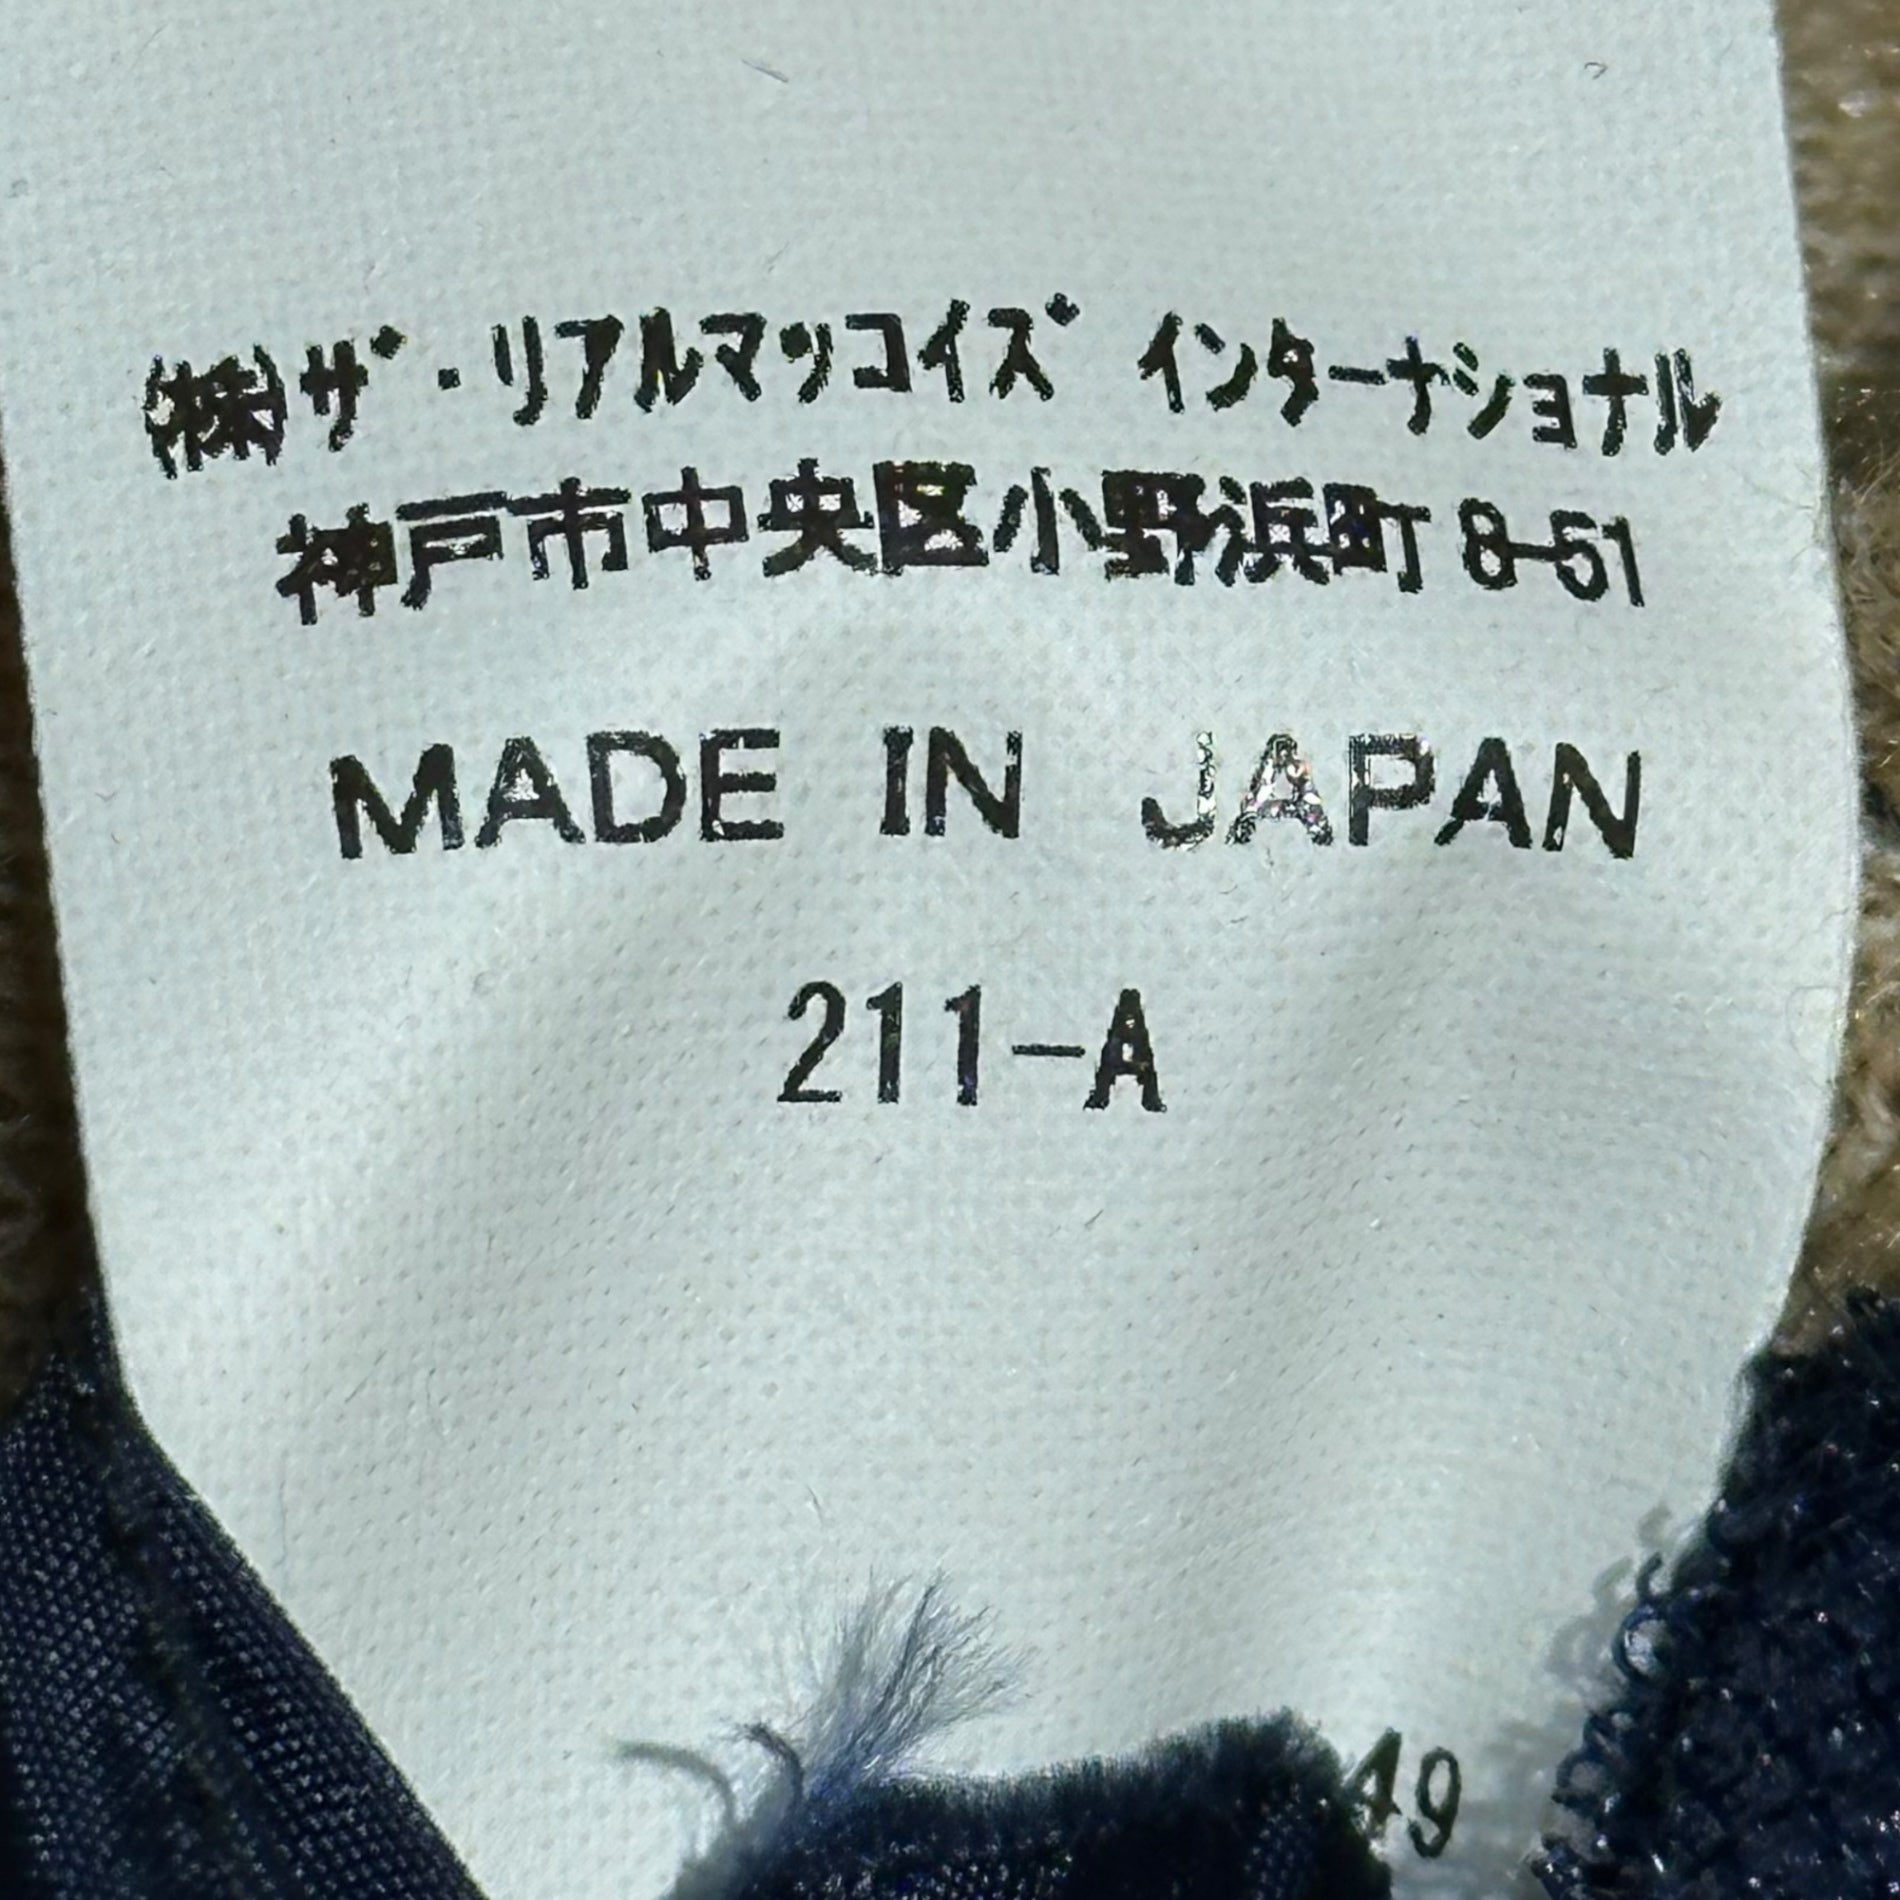 ㈱ザ・リアルマッコイズ インターナショナル
神戸市中央区小野浜町8-51
MADE IN JAPAN
211-A
49